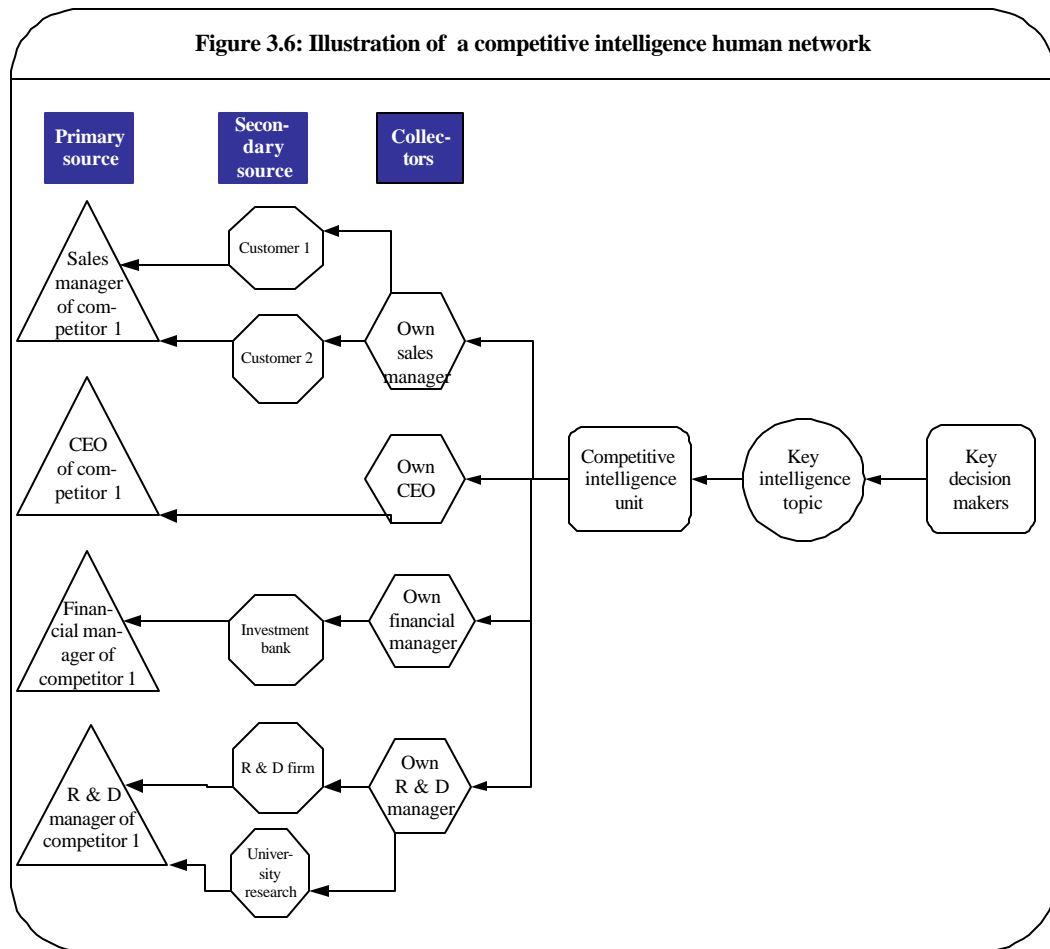 Figure 3.6: Illustration of a competitive intelligence human network
Primary
source
Secon-
dary
source
Collec-
tors
Sales
manager
of com-
petitor 1
Customer 1
Customer 2
Own
sales
manager
CEO
of com-
petitor 1
Own
CEO
Competitive
intelligence
unit
Key
intelligence
topic
Key
decision
makers
Finan-
cial man-
ager of
competitor 1
Investment
bank
Own
financial
manager
R & D
manager of
competitor 1
R & D firm
Univer-
sity
research
Own
R & D
manager